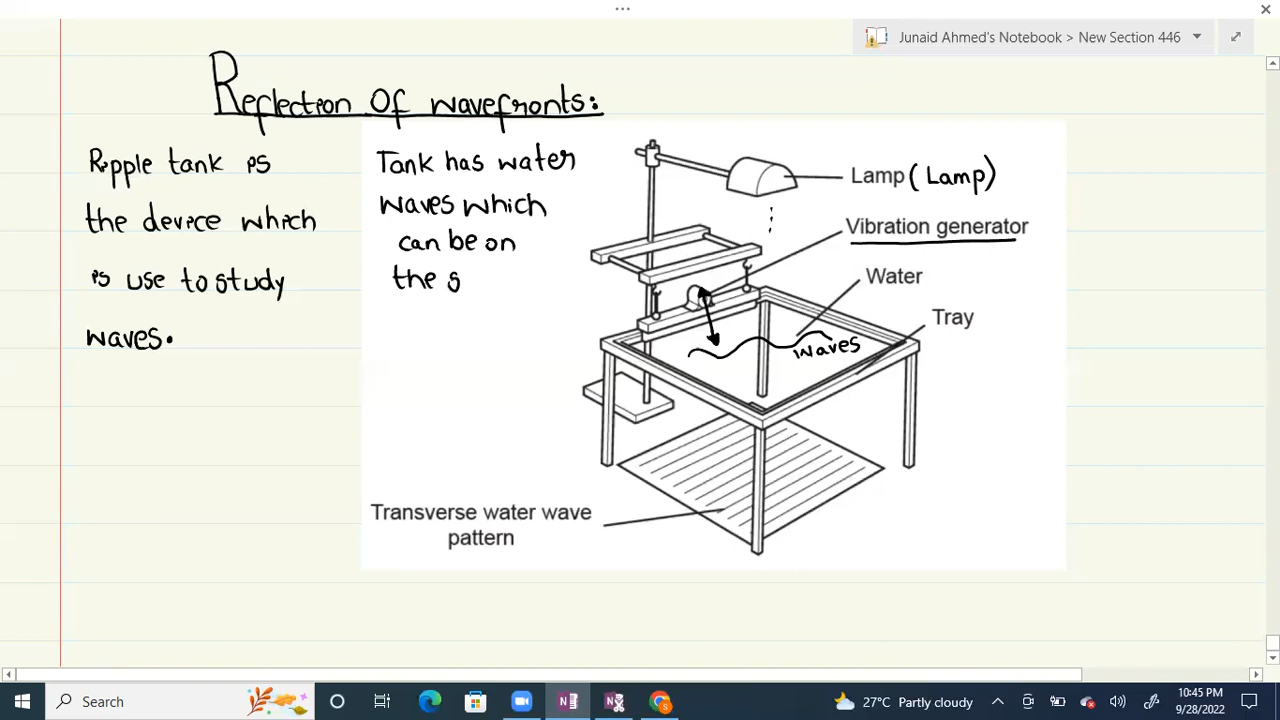 Junaid Ahmed's Notebook > New Section 446
Reflection Of wavefronts:
Ripple tank is
the device which
is use to study
waves.
Tank has water
waves which
can be on
the s
Lamp (Lamp)
Vibration generator
Water
Tray
waves
Transverse water wave
pattern
Search
27°C Partly cloudy
10:45 PM
9/28/2022